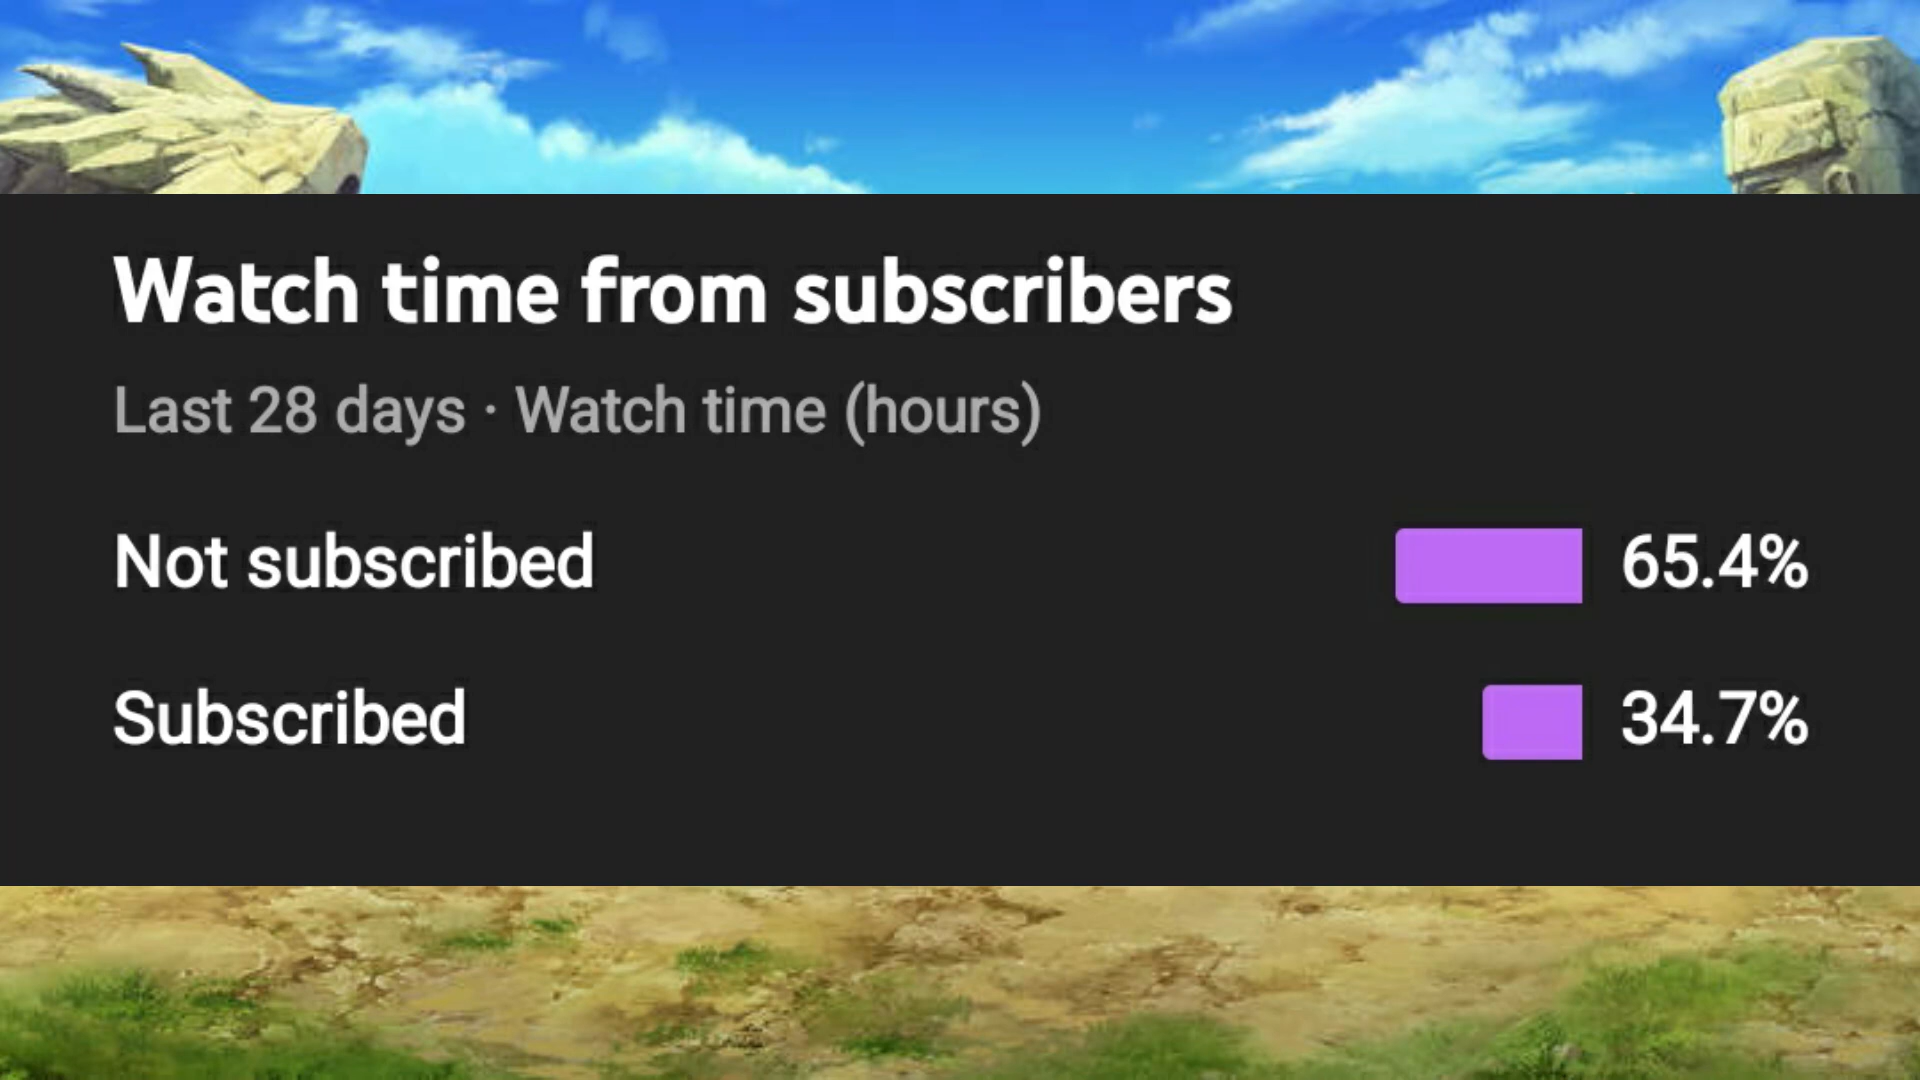 Watch time from subscribers
Last 28 days · Watch time (hours)
Not subscribed 65.4%
Subscribed 34.7%